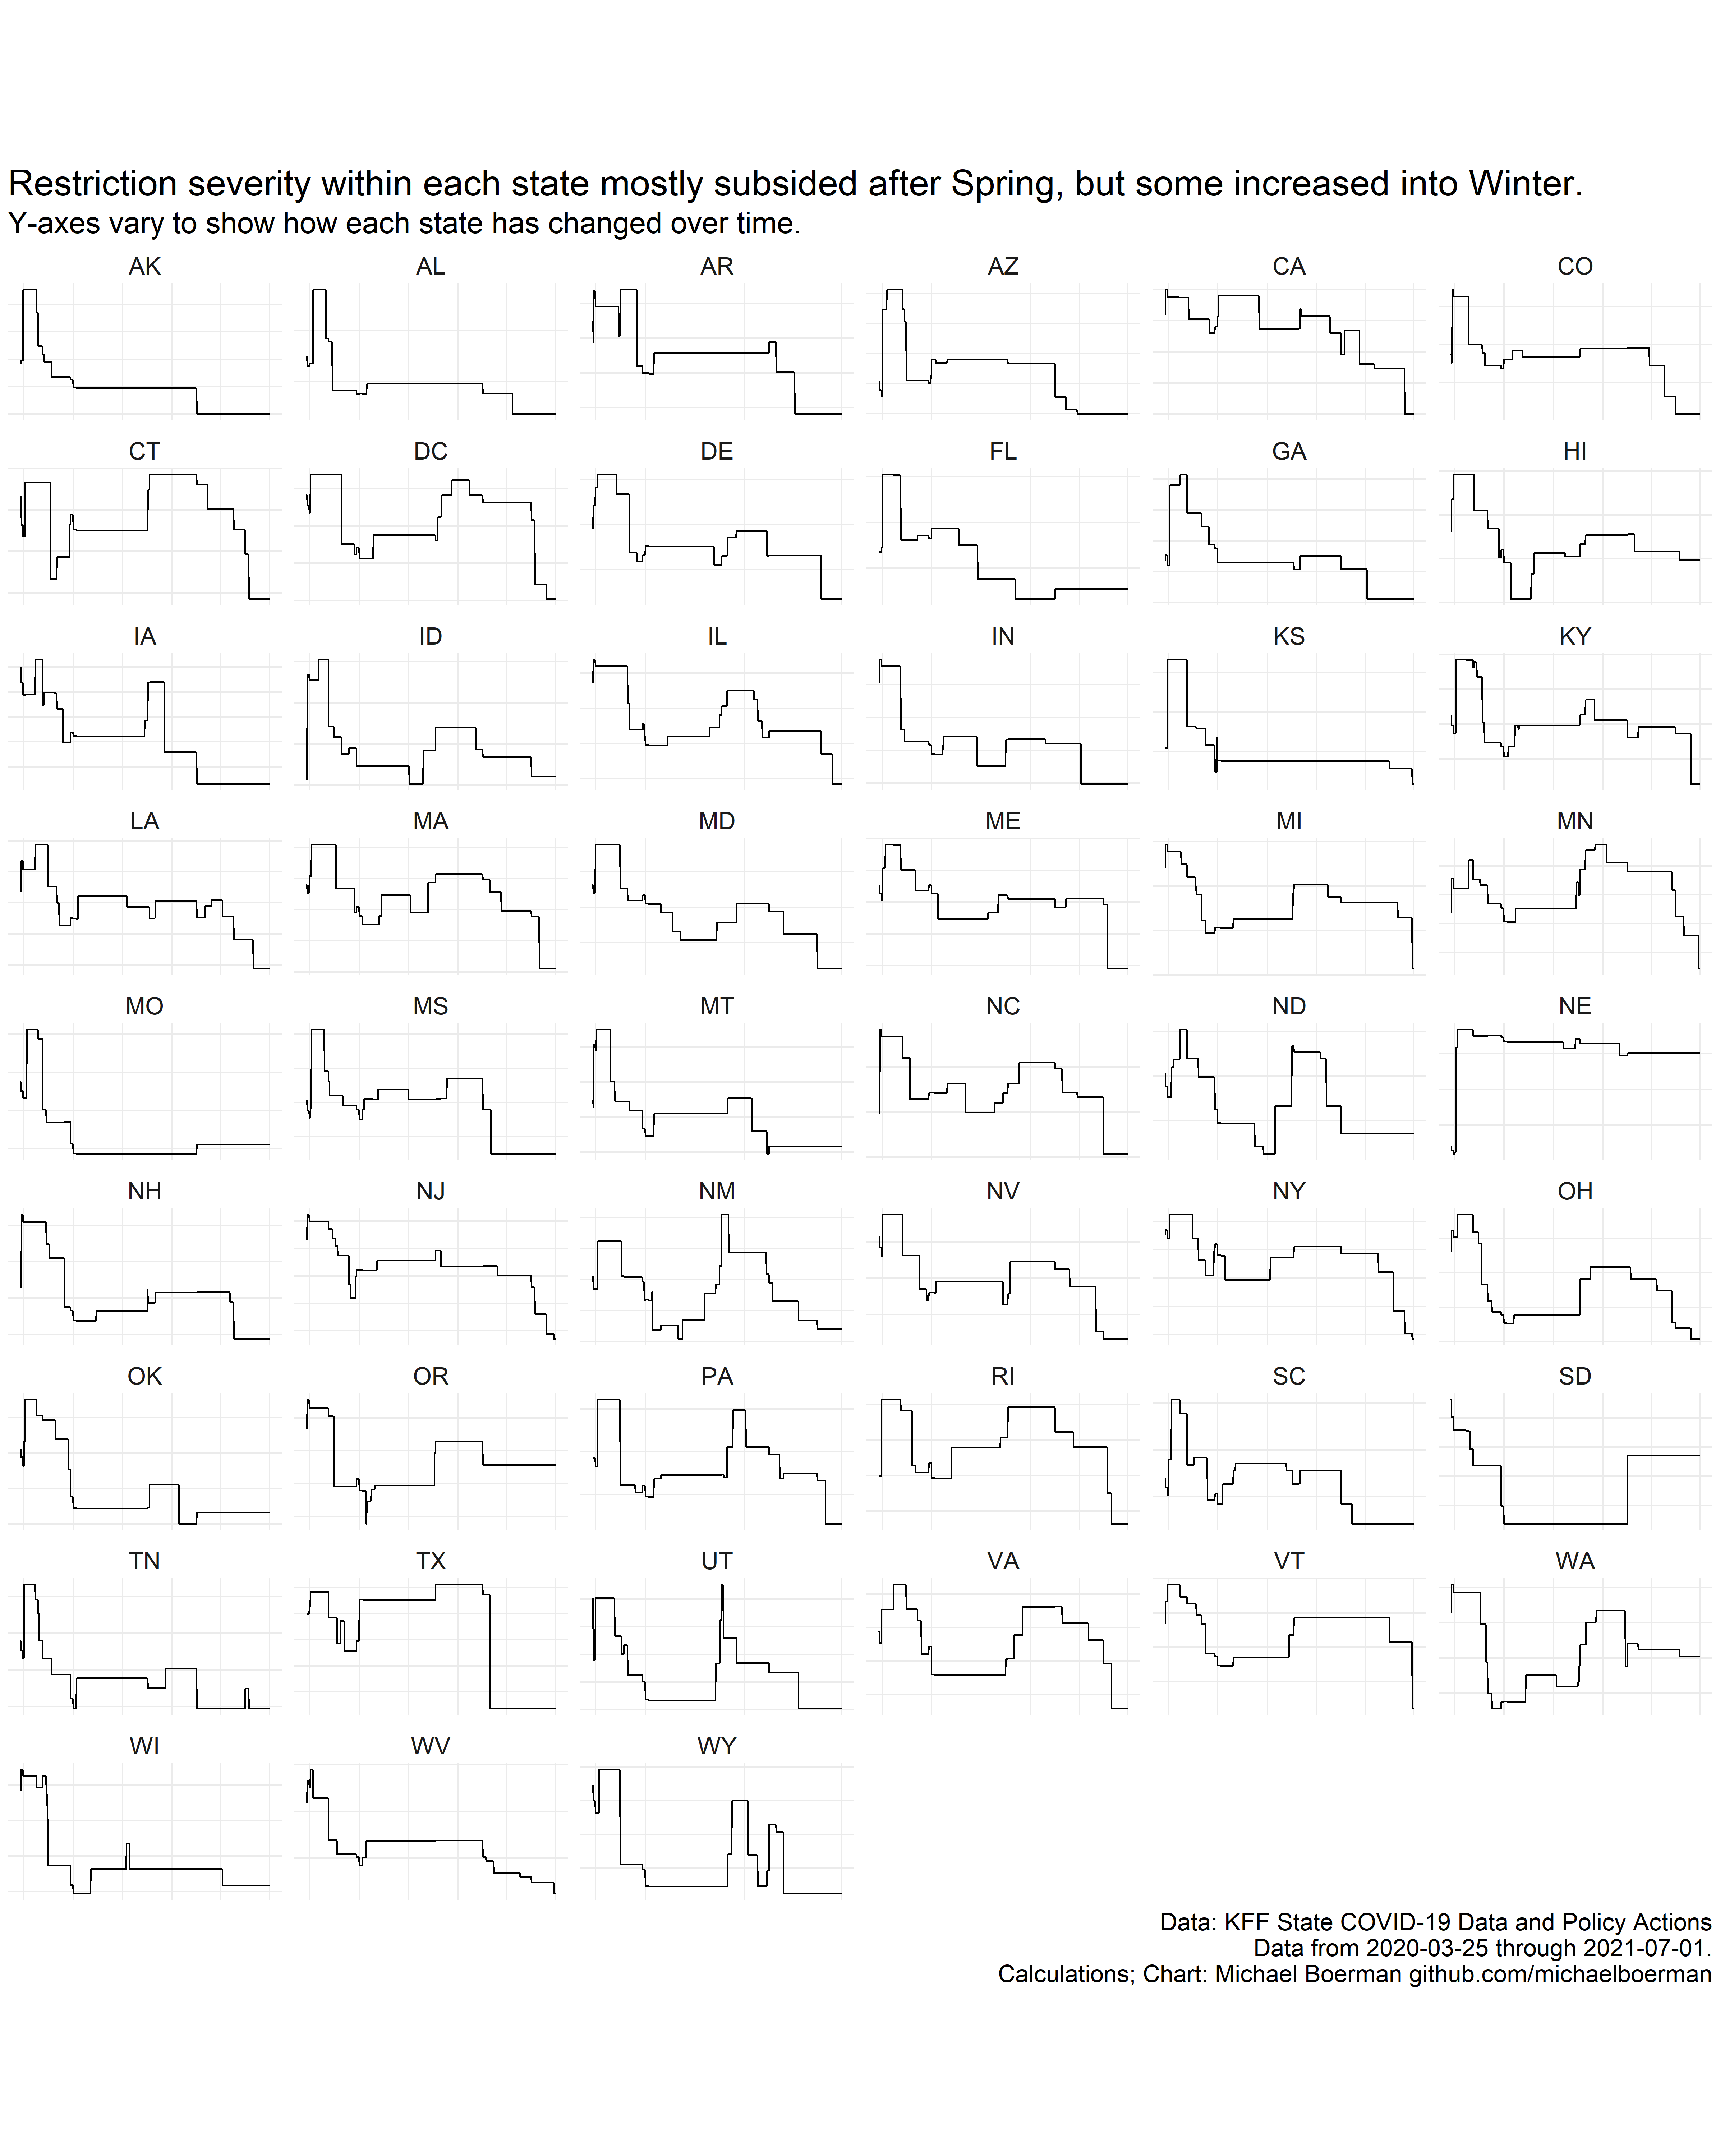 Restriction severity within each state mostly subsided after Spring, but some increased into Winter.
Y-axes vary to show how each state has changed over time.
AK AL AR AZ CA CO
CT DC DE FL GA HI
IA ID IL IN KS KY
LA MA MD ME MI MN
MO MS MT NC ND NE
NH NJ NM NV NY OH
OK OR PA RI SC SD
TN TX UT VA VT WA
WI WV WY
Data: KFF State COVID-19 Data and Policy Actions
Data from 2020-03-25 through 2021-07-01.
Calculations; Chart: Michael Boerman github.com/michaelboerman